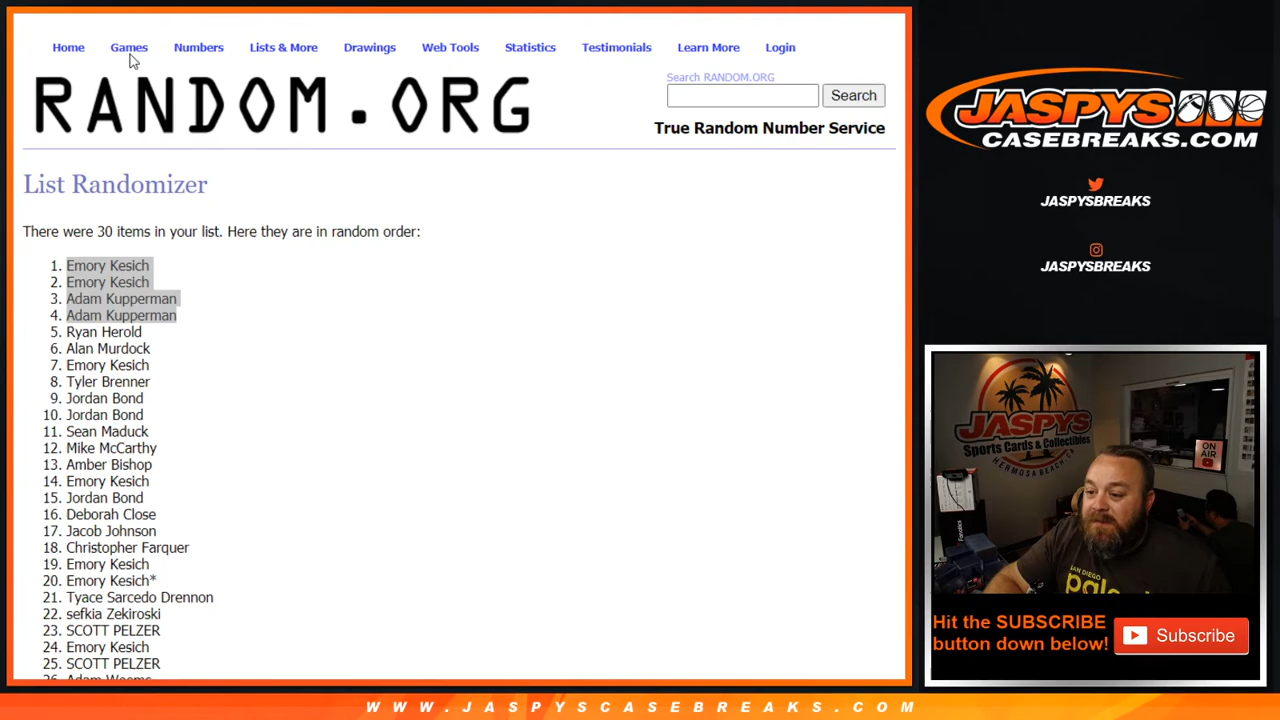 Home Games Numbers Lists & More Drawings Web Tools Statistics Testimonials Learn More Login
RANDOM.ORG
Search RANDOM.ORG
Search
True Random Number Service
List Randomizer
There were 30 items in your list. Here they are in random order:
1. Emory Kesich
2. Emory Kesich
3. Adam Kupperman
4. Adam Kupperman
5. Ryan Herold
6. Alan Murdock
7. Emory Kesich
8. Tyler Brenner
9. Jordan Bond
10. Jordan Bond
11. Sean Maduck
12. Mike McCarthy
13. Amber Bishop
14. Emory Kesich
15. Jordan Bond
16. Deborah Close
17. Jacob Johnson
18. Christopher Farquer
19. Emory Kesich
20. Emory Kesich*
21. Tyace Sarcedo Drennon
22. sefkia Zekiroski
23. SCOTT PELZER
24. Emory Kesich
25. SCOTT PELZER
26. Adam Weems
JASPYS
CASEBREAKS.COM
JASPYSBREAKS
JASPYSBREAKS
JASPYS
Sports Cards & Collectibles
HERMOSA BEACH, CA
ON
AIR
Fanatics
SAN DIEGO
Hit the SUBSCRIBE
button down below!
Subscribe
WWW.JASPYSCASEBREAKS.COM